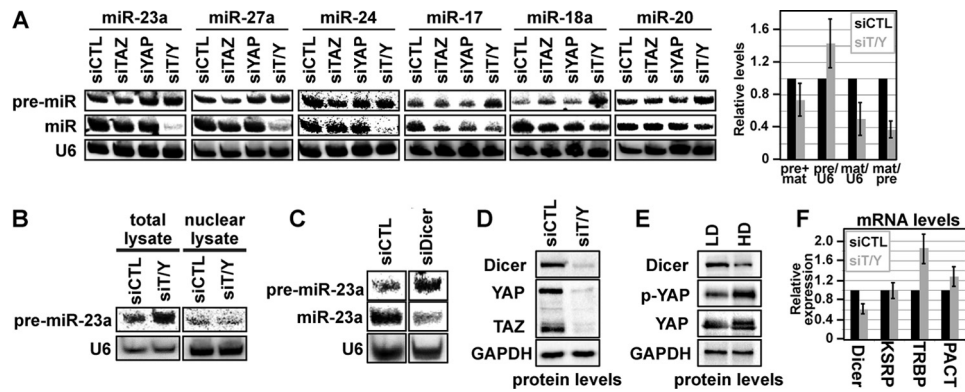 A
miR-23a miR-27a miR-24 miR-17 miR-18a miR-20
siCTL siTAZ siYAP siT/Y siCTL siTAZ siYAP siT/Y siCTL siTAZ siYAP siT/Y siCTL siTAZ siYAP siT/Y siCTL siTAZ siYAP siT/Y siCTL siTAZ siYAP siT/Y
pre-miR
miR
U6
Relative levels
siCTL
siT/Y
1.6
1.2
0.8
0.4
0
pre+ pre/ mat/ mat/
mat U6 U6 pre
B
total nuclear
lysate lysate
siCTL siT/Y siCTL siT/Y
pre-miR-23a
U6
C
siCTL siDicer
pre-miR-23a
miR-23a
U6
D
siCTL siT/Y
Dicer
YAP
TAZ
GAPDH
protein levels
E
LD HD
Dicer
p-YAP
YAP
GAPDH
protein levels
F
mRNA levels
Relative
expression
siCTL
siT/Y
2.0
1.6
1.2
0.8
0.4
0
Dicer KSRP TRBP PACT